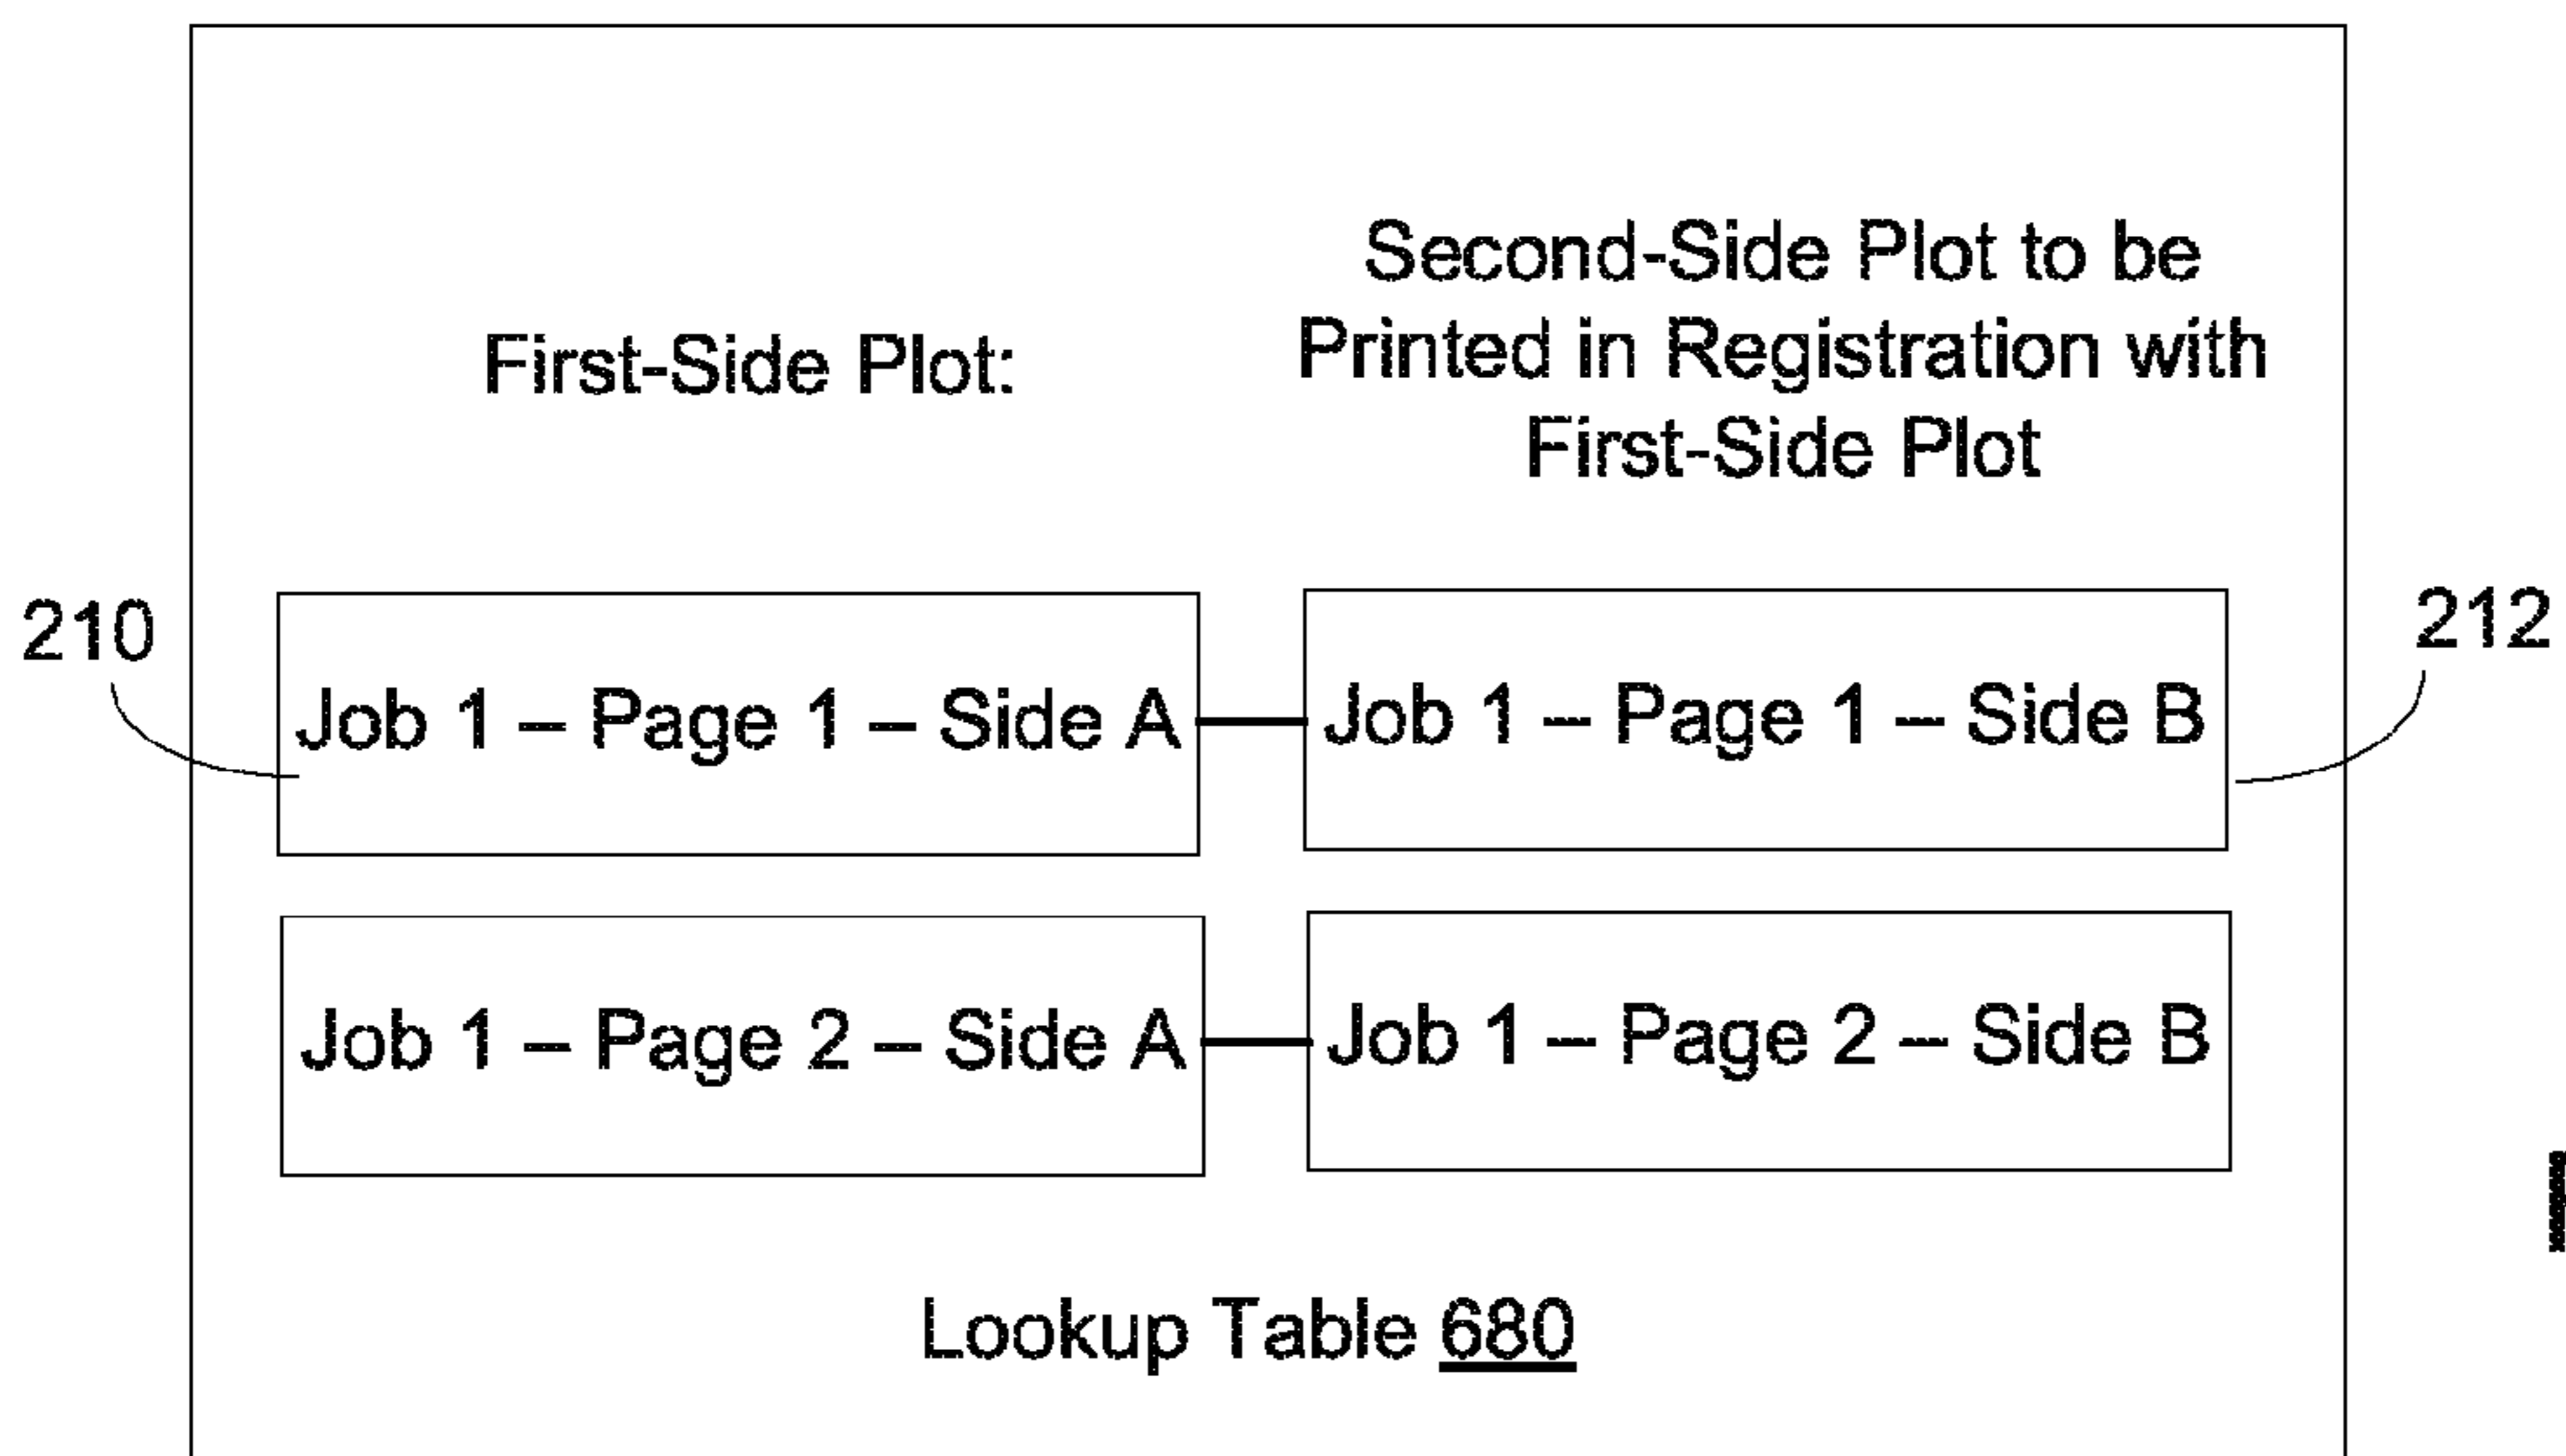 Second-Side Plot to be
First-Side Plot:
Printed in Registration with
First-Side Plot
210
212
Job 1 – Page 1 – Side A
Job 1 – Page 1 – Side B
Job 1 – Page 2 – Side A
Job 1 – Page 2 – Side B
Lookup Table 680